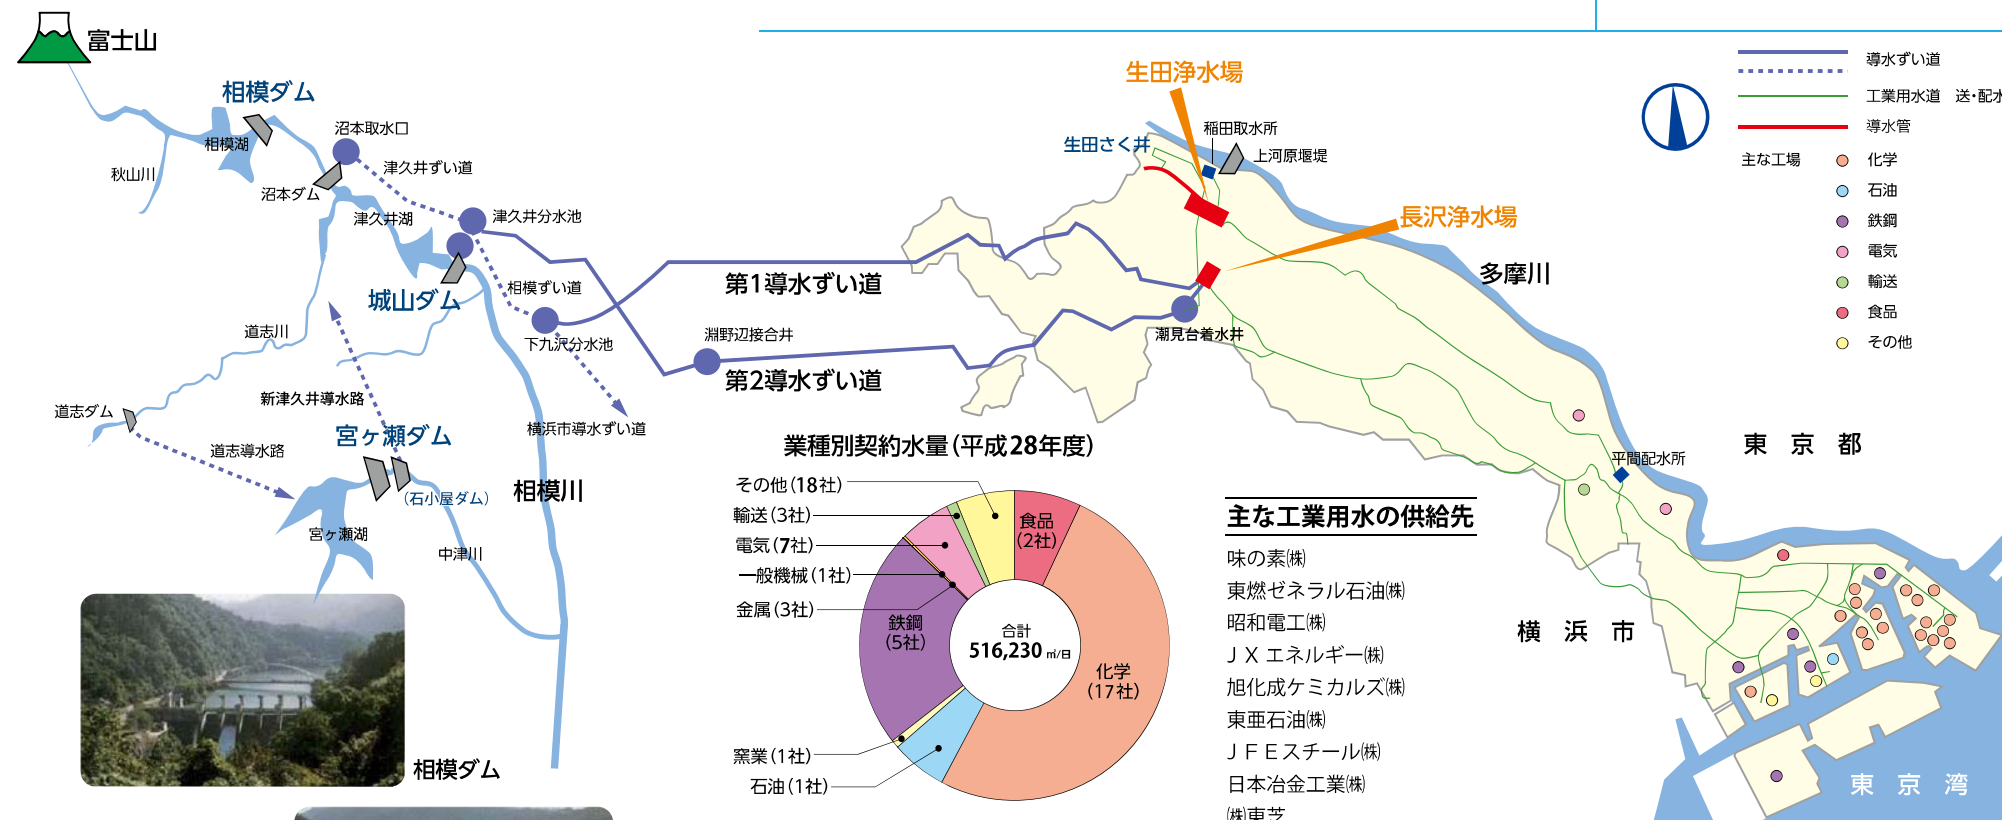 富士山
相模ダム
沼本取水口
相模湖
津久井ずい道
秋山川
沼本ダム
津久井湖
津久井分水池
城山ダム
相模ずい道
道志川
下九沢分水池
淵野辺接合井
第1導水ずい道
第2導水ずい道
新津久井導水路
道志ダム
道志導水路
宮ヶ瀬ダム
(石小屋ダム)
横浜市導水ずい道
相模川
宮ヶ瀬湖
中津川
相模ダム
生田浄水場
稲田取水所
生田さく井
上河原堰堤
長沢浄水場
多摩川
潮見台着水井
平間配水所
東京都
横浜市
東京湾
導水ずい道
工業用水道 送・配水
導水管
主な工場
化学
石油
鉄鋼
電気
輸送
食品
その他
業種別契約水量(平成28年度)
その他(18社)
輸送(3社)
電気(7社)
一般機械(1社)
金属(3社)
鉄鋼
(5社)
窯業(1社)
石油(1社)
食品
(2社)
化学
(17社)
合計
516,230 ㎥/日
主な工業用水の供給先
味の素㈱
東燃ゼネラル石油㈱
昭和電工㈱
ＪＸエネルギー㈱
旭化成ケミカルズ㈱
東亜石油㈱
ＪＦＥスチール㈱
日本冶金工業㈱
㈱東芝